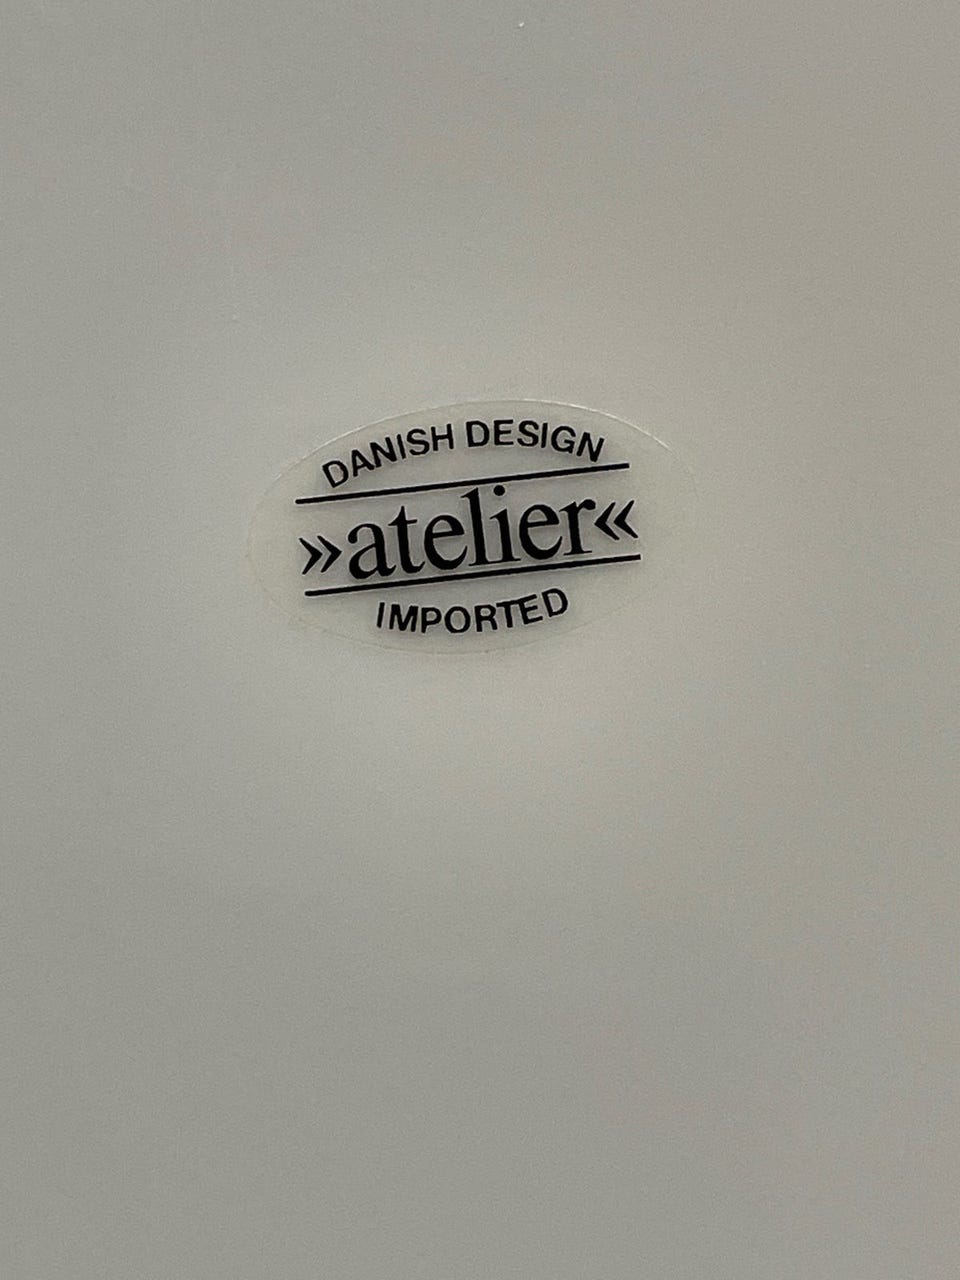 DANISH DESIGN
»atelier«
IMPORTED